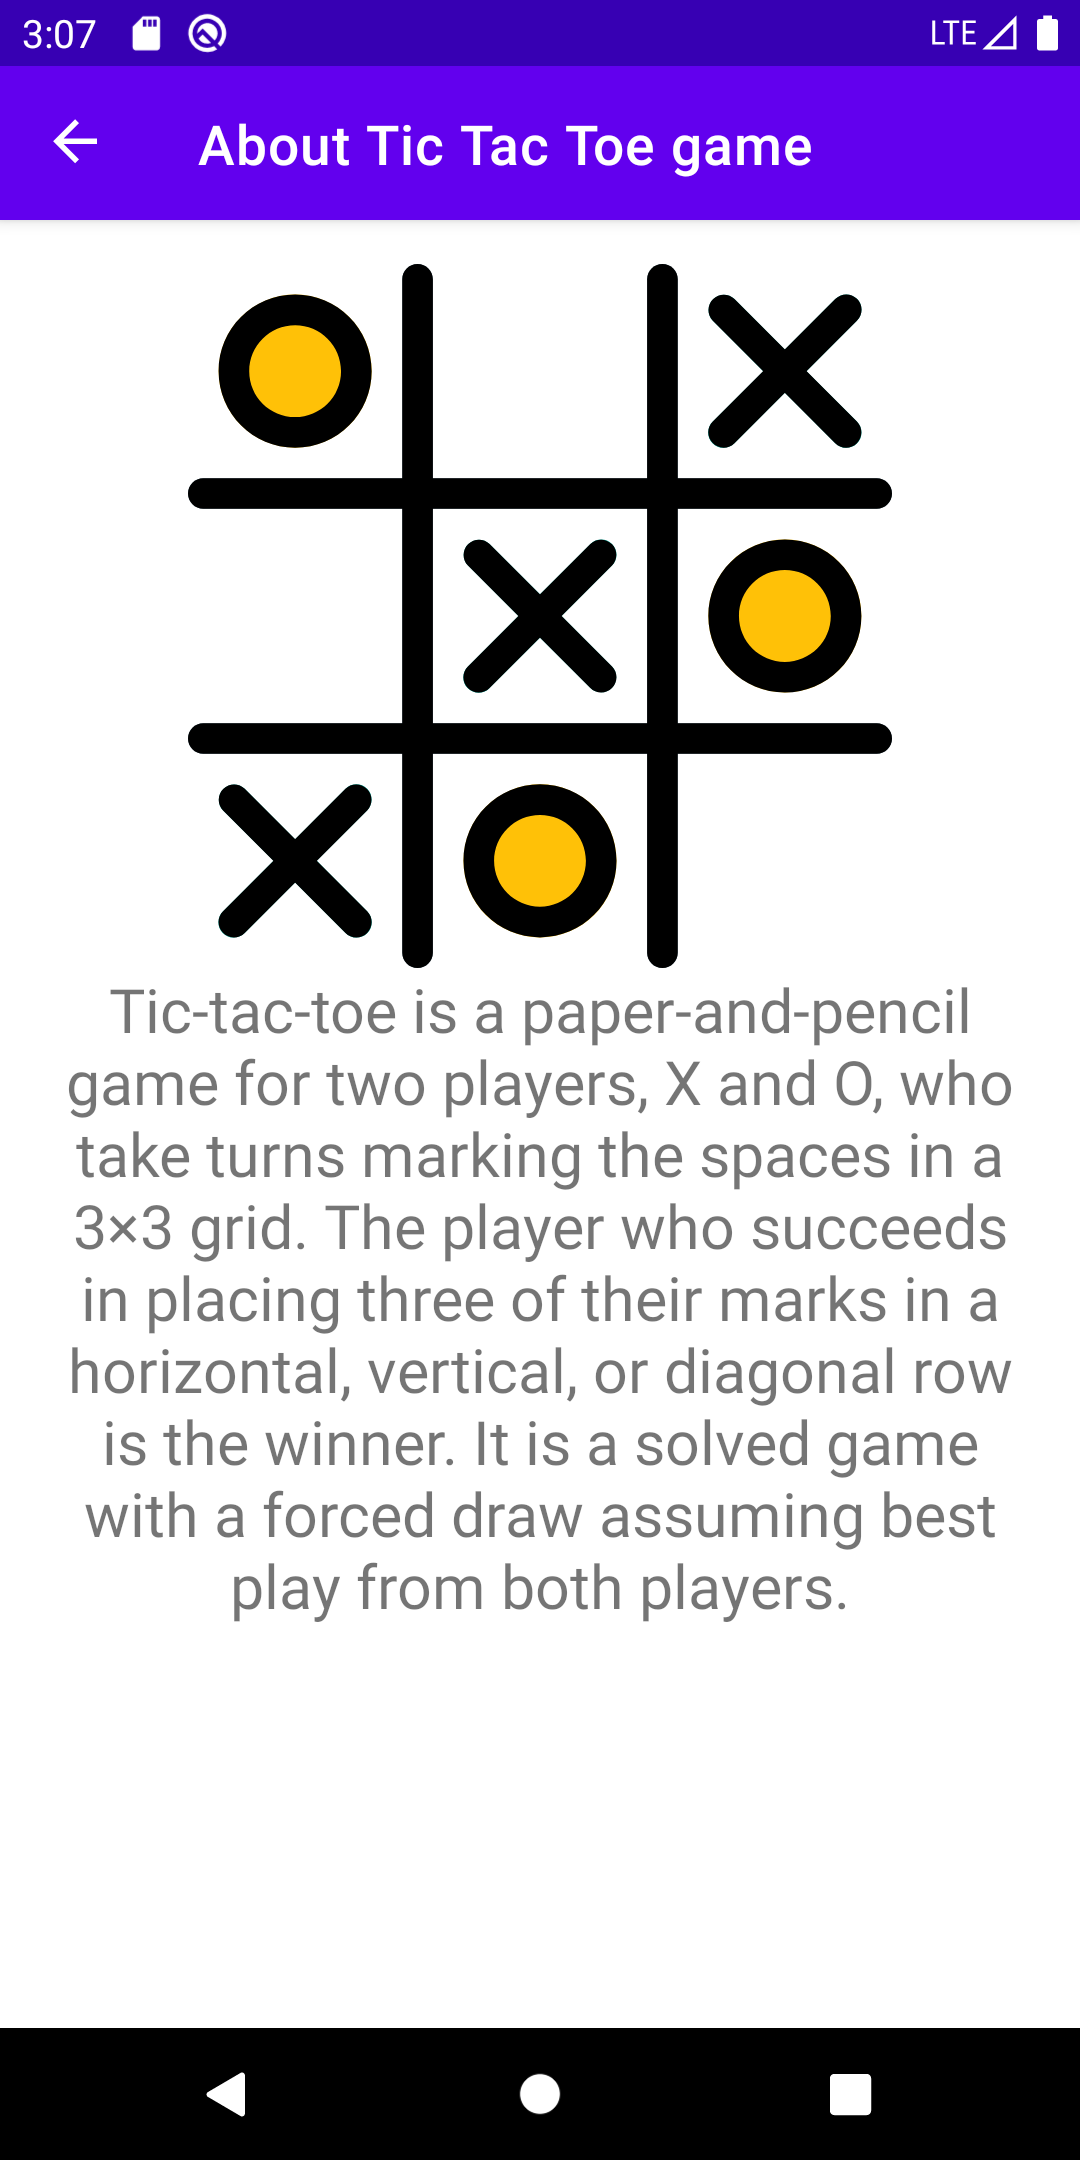 3:07
LTE
About Tic Tac Toe game
Tic-tac-toe is a paper-and-pencil
game for two players, X and O, who
take turns marking the spaces in a
3×3 grid. The player who succeeds
in placing three of their marks in a
horizontal, vertical, or diagonal row
is the winner. It is a solved game
with a forced draw assuming best
play from both players.